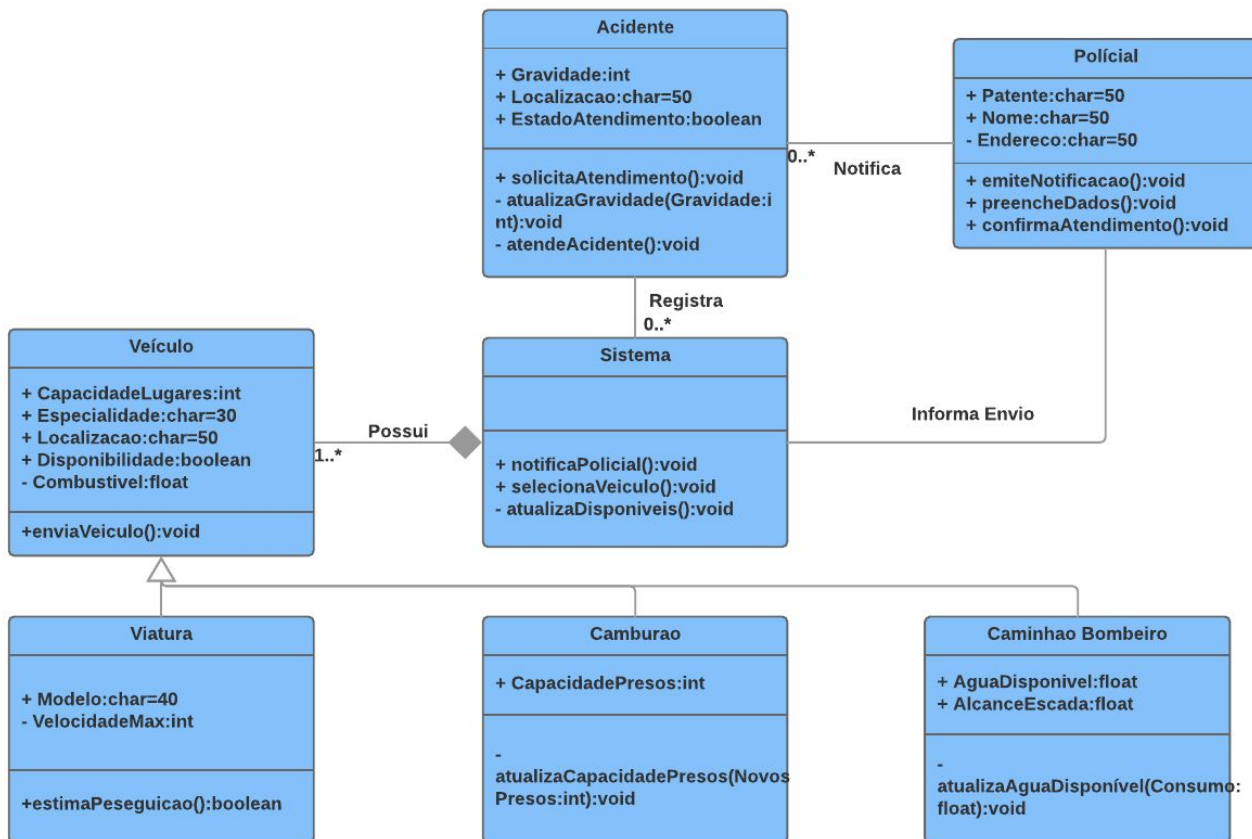 Acidente
+ Gravidade:int
+ Localizacao:char=50
+ EstadoAtendimento:boolean
+ solicitaAtendimento():void
- atualizaGravidade(Gravidade:i
nt):void
- atendeAcidente():void
Polícial
+ Patente:char=50
+ Nome:char=50
- Endereco:char=50
+ emiteNotificacao():void
+ preencheDados():void
+ confirmaAtendimento():void
0..*
Notifica
Registra
0..*
Veículo
+ CapacidadeLugares:int
+ Especialidade:char=30
+ Localizacao:char=50
+ Disponibilidade:boolean
- Combustivel:float
+enviaVeiculo():void
Possui
1..*
Sistema
+ notificaPolicial():void
+ selecionaVeiculo():void
- atualizaDisponiveis():void
Informa Envio
Viatura
+ Modelo:char=40
- VelocidadeMax:int
+estimaPeseguicao():boolean
Camburao
+ CapacidadePresos:int
-
atualizaCapacidadePresos(Novos
Presos:int):void
Caminhao Bombeiro
+ AguaDisponivel:float
+ AlcanceEscada:float
-
atualizaAguaDisponível(Consumo:
float):void